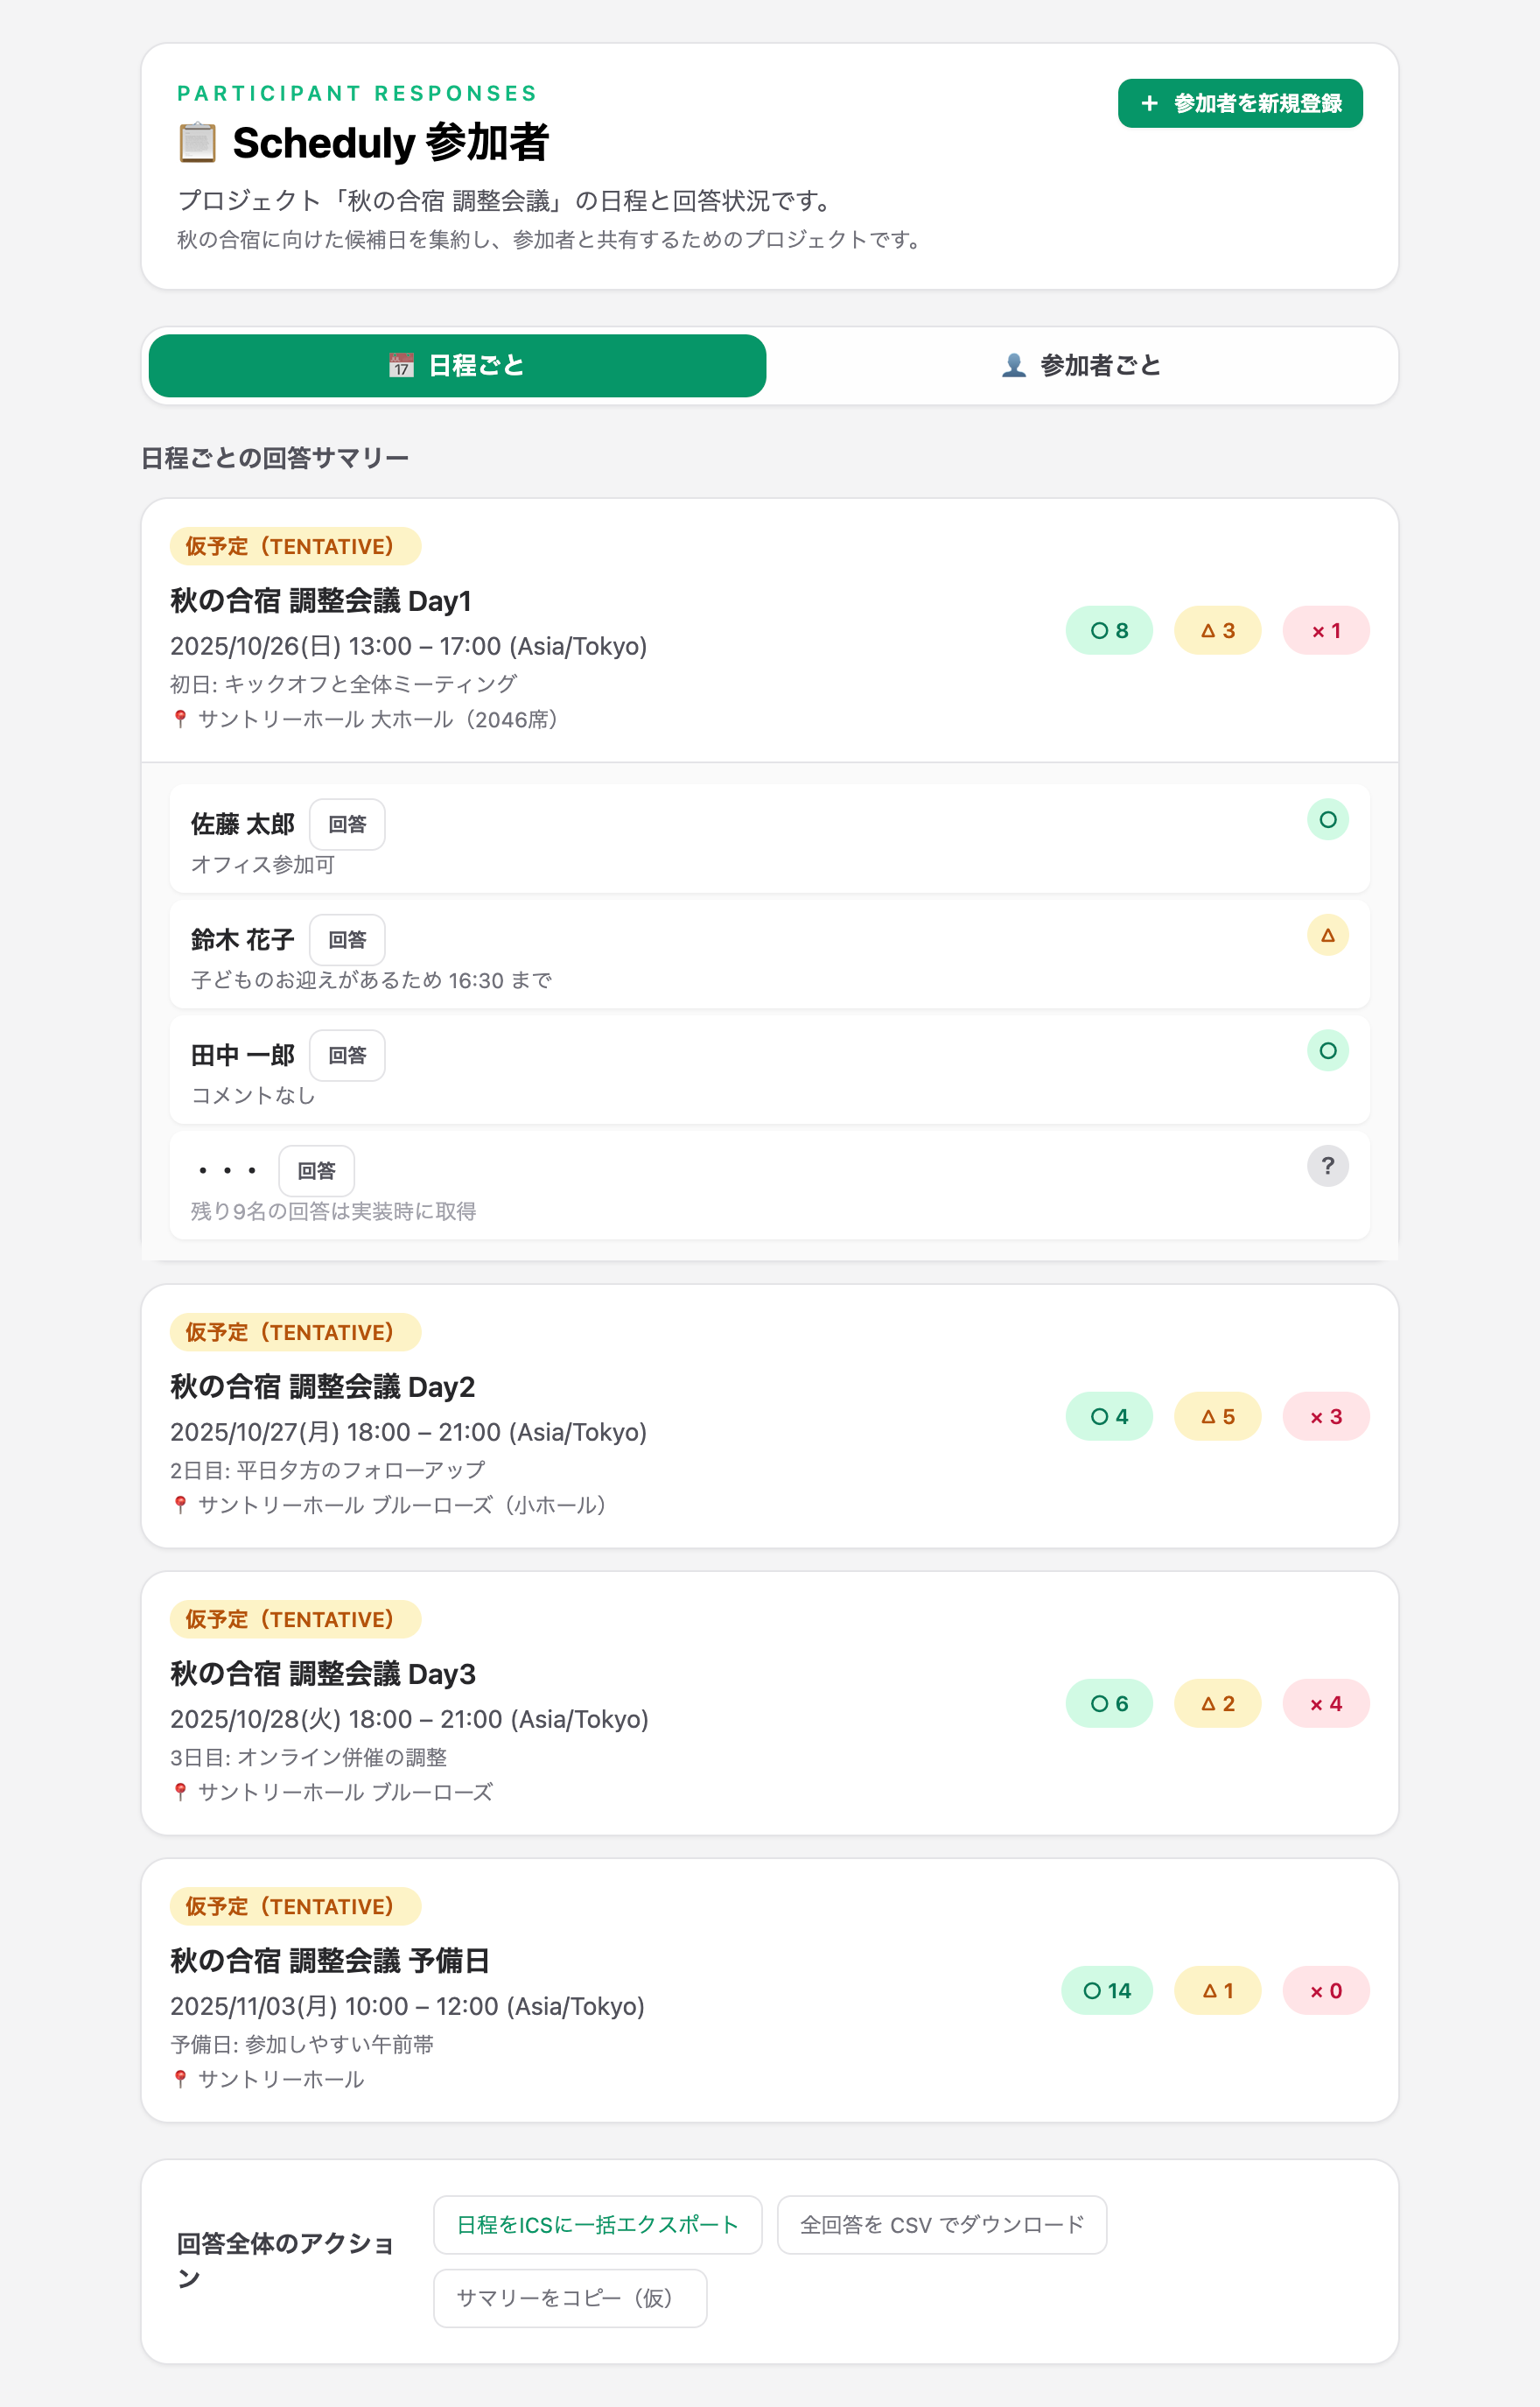 PARTICIPANT RESPONSES
📋 Scheduly 参加者
＋ 参加者を新規登録
プロジェクト「秋の合宿 調整会議」の日程と回答状況です。
秋の合宿に向けた候補日を集約し、参加者と共有するためのプロジェクトです。
📅 日程ごと
👤 参加者ごと
日程ごとの回答サマリー
仮予定（TENTATIVE）
秋の合宿 調整会議 Day1
2025/10/26(日) 13:00 – 17:00 (Asia/Tokyo)
初日: キックオフと全体ミーティング
📍 サントリーホール 大ホール（2046席）
○ 8
△ 3
× 1
佐藤 太郎 回答
○
オフィス参加可
鈴木 花子 回答
△
子どものお迎えがあるため 16:30 まで
田中 一郎 回答
○
コメントなし
・・・ 回答
?
残り9名の回答は実装時に取得
仮予定（TENTATIVE）
秋の合宿 調整会議 Day2
2025/10/27(月) 18:00 – 21:00 (Asia/Tokyo)
2日目: 平日夕方のフォローアップ
📍 サントリーホール ブルーローズ（小ホール）
○ 4
△ 5
× 3
仮予定（TENTATIVE）
秋の合宿 調整会議 Day3
2025/10/28(火) 18:00 – 21:00 (Asia/Tokyo)
3日目: オンライン併催の調整
📍 サントリーホール ブルーローズ
○ 6
△ 2
× 4
仮予定（TENTATIVE）
秋の合宿 調整会議 予備日
2025/11/03(月) 10:00 – 12:00 (Asia/Tokyo)
予備日: 参加しやすい午前帯
📍 サントリーホール
○ 14
△ 1
× 0
回答全体のアクショ
ン
日程をICSに一括エクスポート
全回答を CSV でダウンロード
サマリーをコピー（仮）